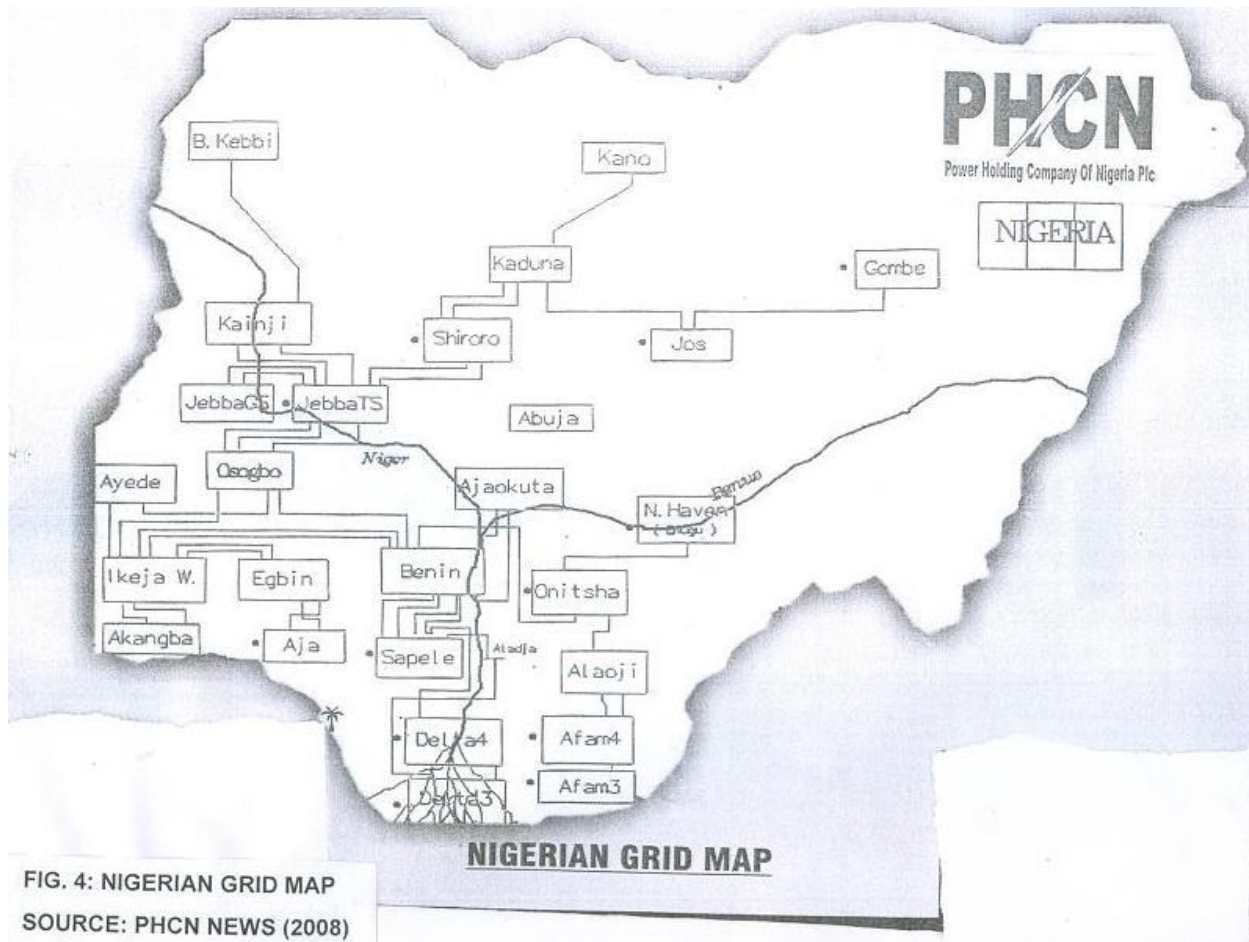 PHCN
Power Holding Company Of Nigeria Plc
NIGERIA
B. Kebbi
Kano
Kaduna
Gombe
Kainji
Shiroro
Jos
JebbaGS
JebbaTS
Abuja
Niger
Osogbo
Ayede
Ajaokuta
N. Haven
Benin
Ikeja W.
Egbin
Onitsha
Akangba
Aja
Sapele
Aladja
Alaoji
Delta4
Afam4
Delta3
Afam3
NIGERIAN GRID MAP
FIG. 4: NIGERIAN GRID MAP
SOURCE: PHCN NEWS (2008)